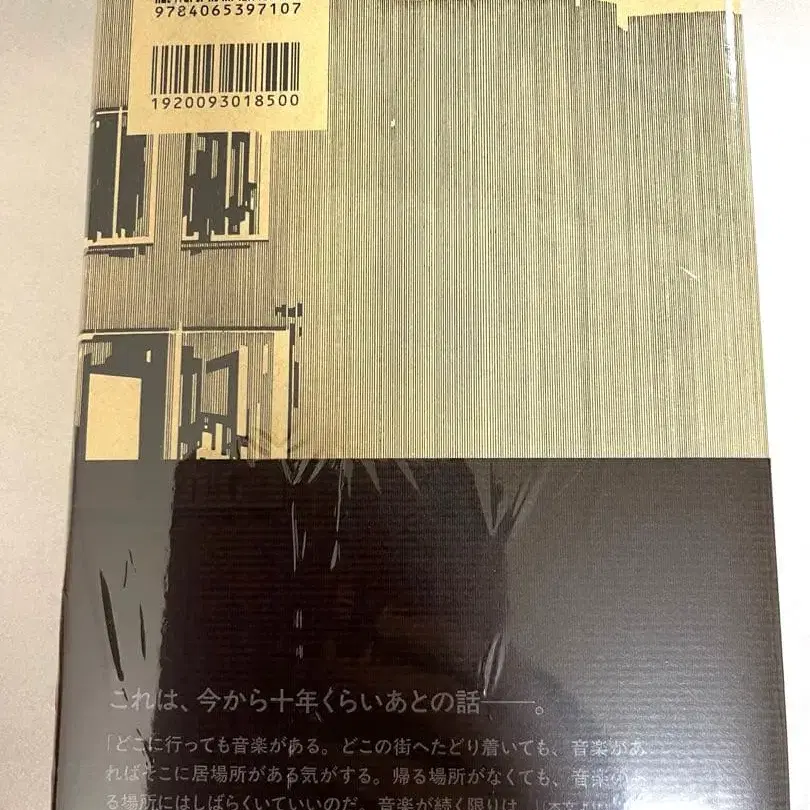 9784065397107
1920093018500
これは、今から十年くらいあとの話――。
「どこに行っても音楽がある。どこの街へたどり着いても、音楽があ
ればそこに居場所がある気がする。帰る場所がなくても、音楽の
る場所にはしばらくいていいのだ。音楽が続く限りは。」